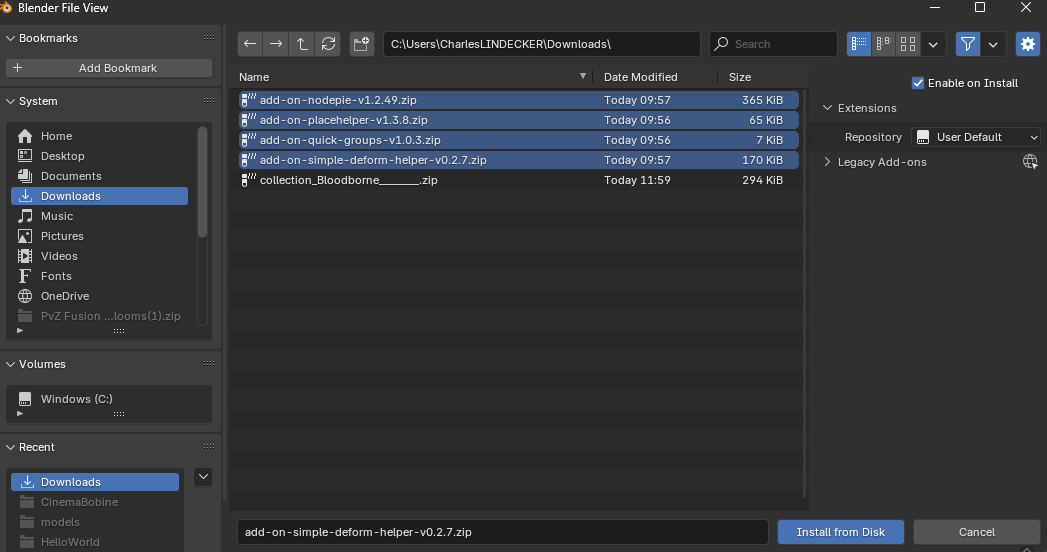 Blender File View
Bookmarks
Add Bookmark
System
Home
Desktop
Documents
Downloads
Music
Pictures
Videos
Fonts
OneDrive
PvZ Fusion ...looms(1).zip
Volumes
Windows (C:)
Recent
Downloads
CinemaBobine
models
HelloWorld
C:\Users\CharlesLINDECKER\Downloads\
Search
Name Date Modified Size
add-on-nodepie-v1.2.49.zip Today 09:57 365 KiB
add-on-placehelper-v1.3.8.zip Today 09:56 65 KiB
add-on-quick-groups-v1.0.3.zip Today 09:56 7 KiB
add-on-simple-deform-helper-v0.2.7.zip Today 09:57 170 KiB
collection_Bloodborne_______.zip Today 11:59 294 KiB
Enable on Install
Extensions
Repository User Default
Legacy Add-ons
add-on-simple-deform-helper-v0.2.7.zip
Install from Disk
Cancel